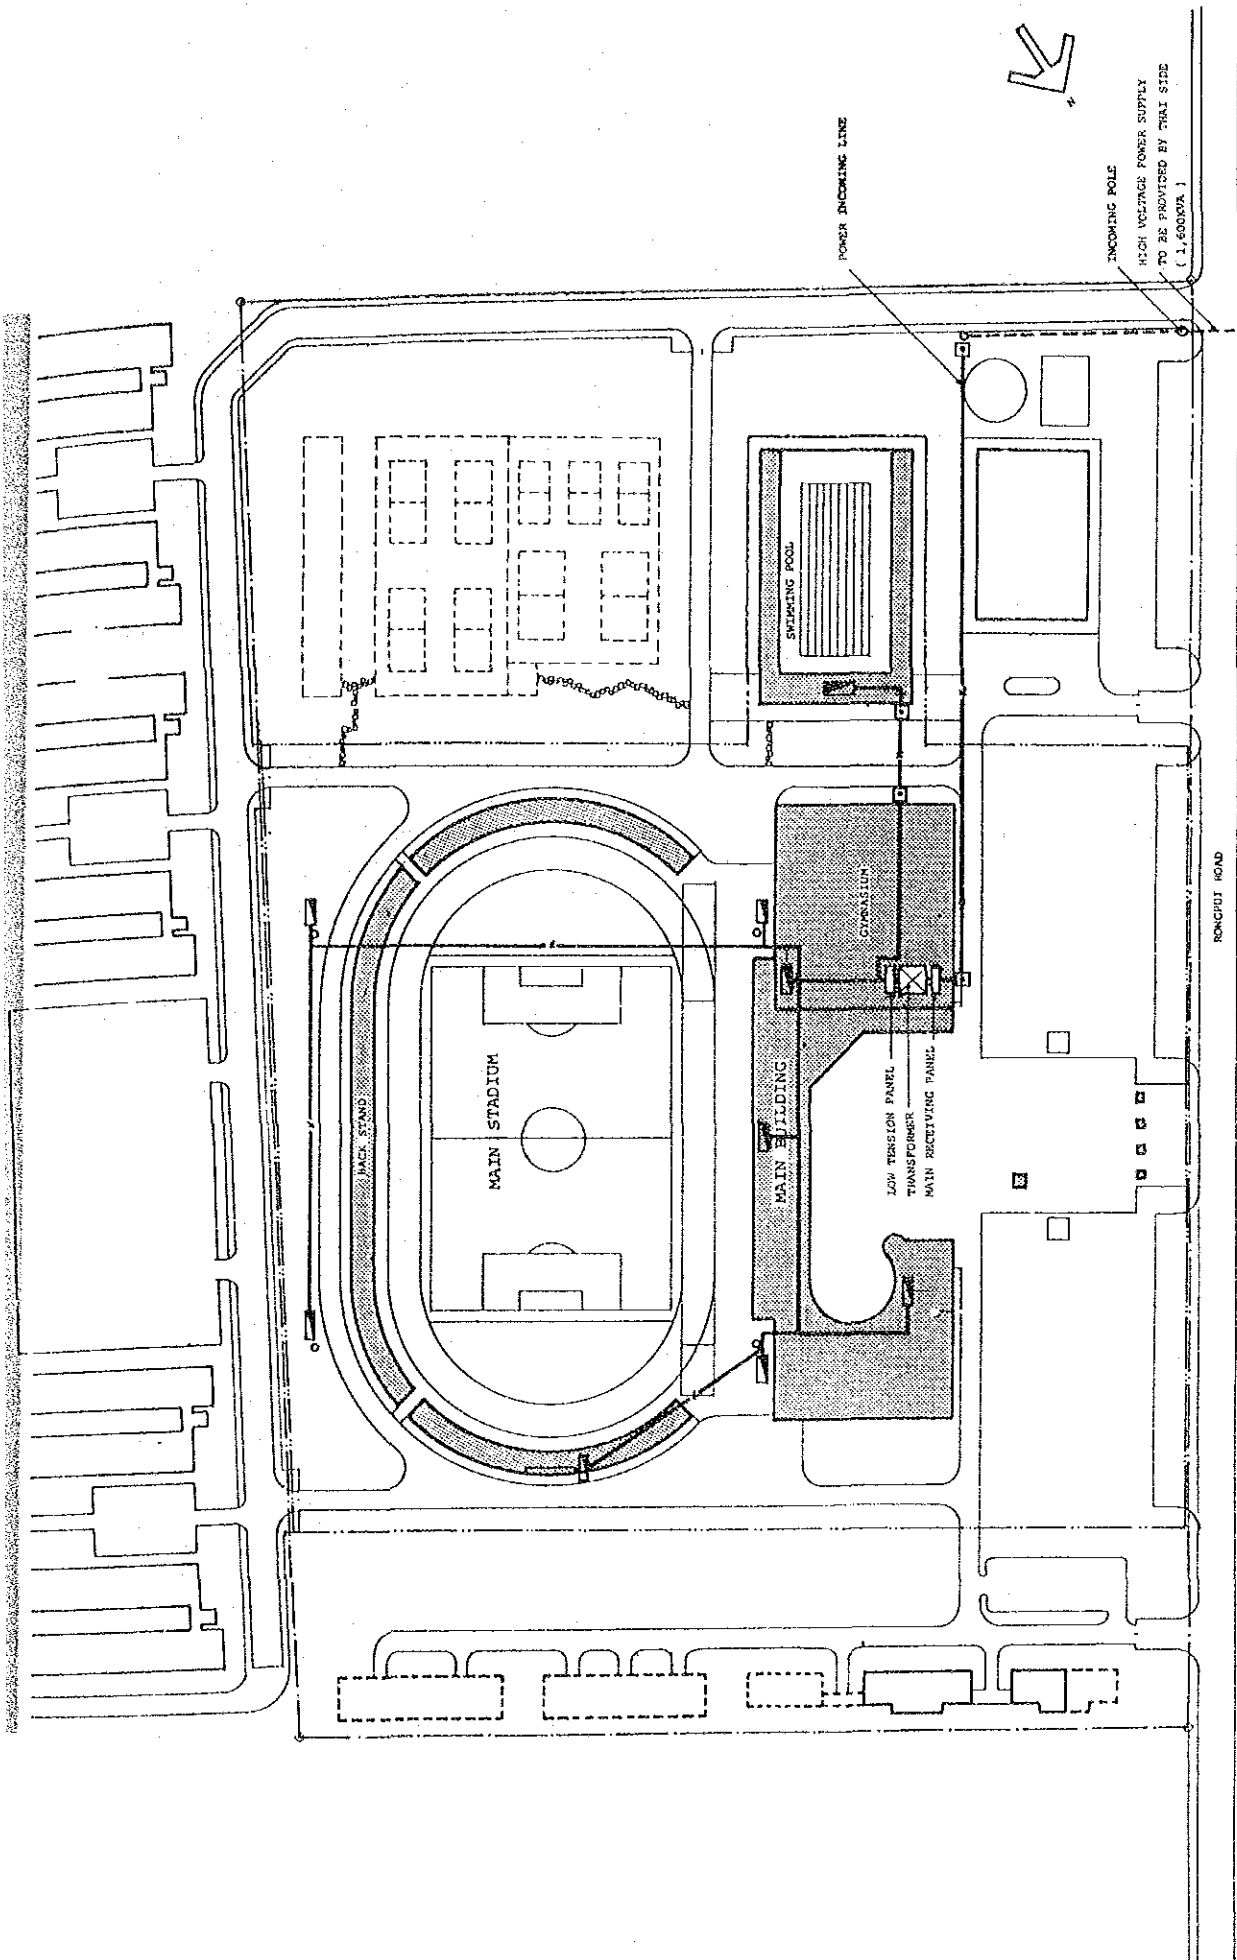 N
POWER INCOMING LINE
INCOMING POLE
HIGH VOLTAGE POWER SUPPLY
TO BE PROVIDED BY THAI SIDE
( 1,600KVA )
SWIMMING POOL
GYMNASIUM
BACK STAND
MAIN STADIUM
MAIN BUILDING
LOW TENSION PANEL
TRANSFORMER
MAIN RECEIVING PANEL
ROAD